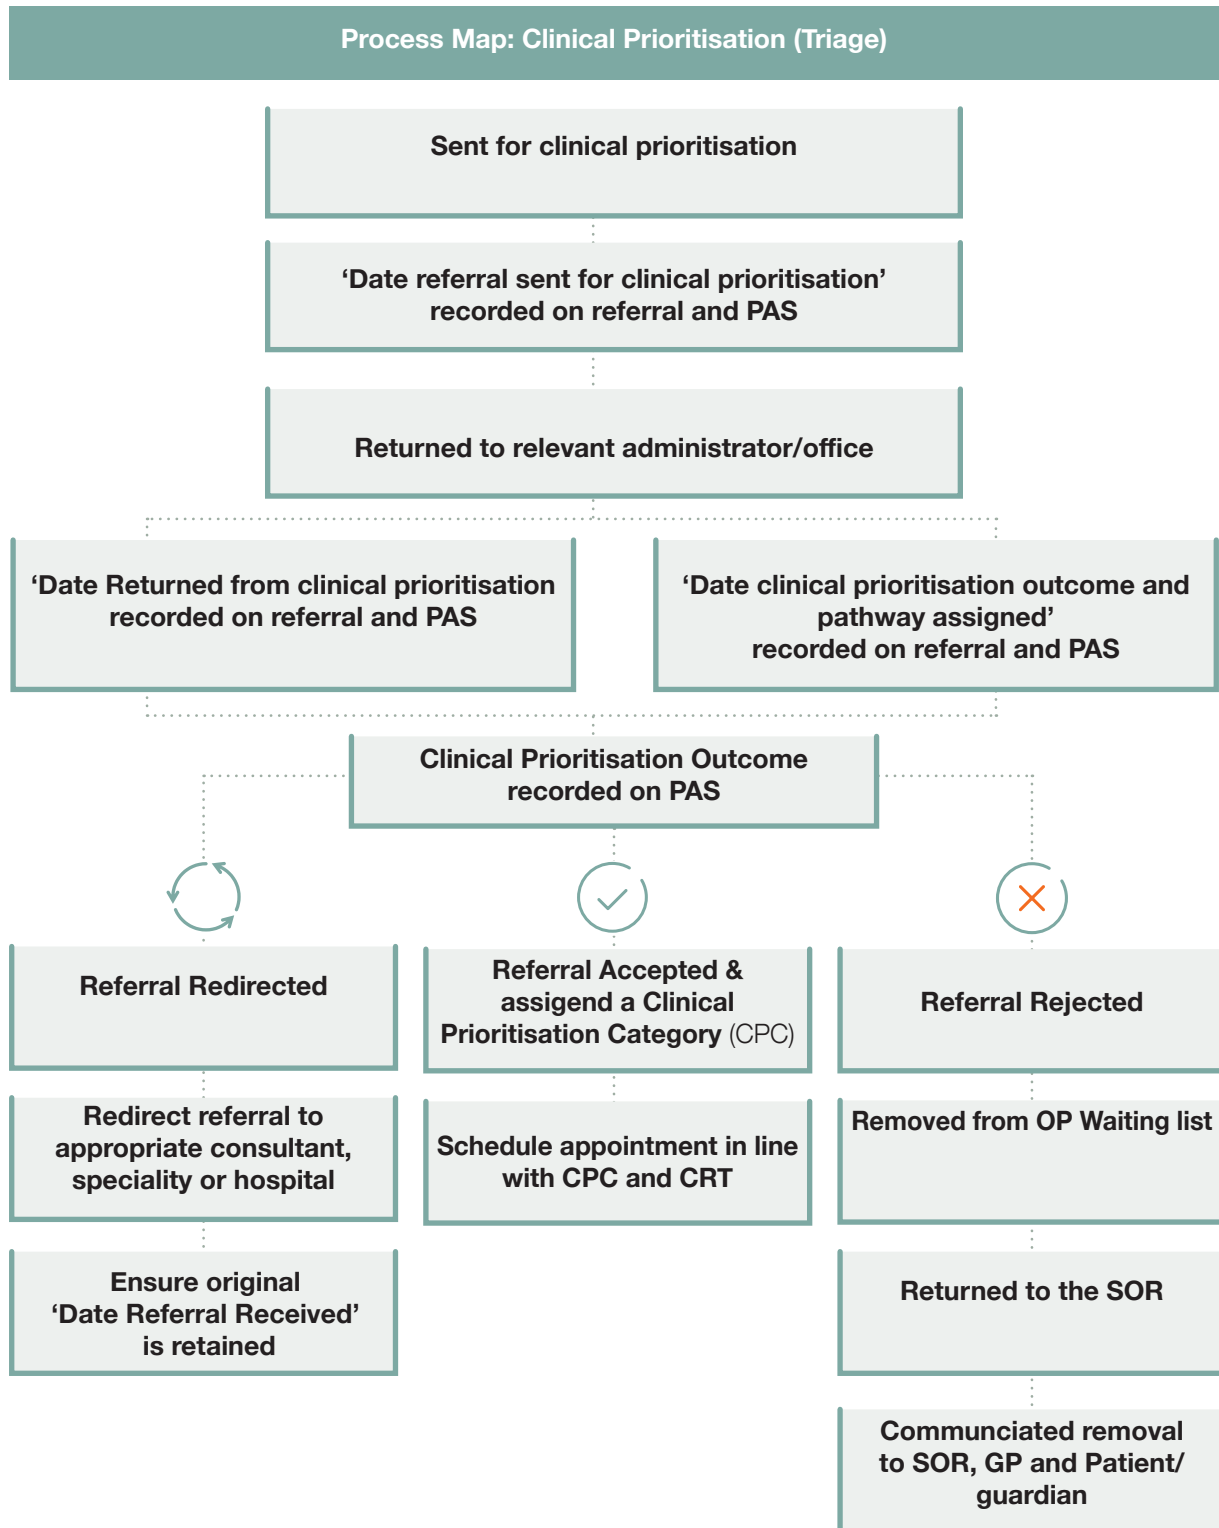 Process Map: Clinical Prioritisation (Triage)
Sent for clinical prioritisation
‘Date referral sent for clinical prioritisation’
recorded on referral and PAS
Returned to relevant administrator/office
‘Date Returned from clinical prioritisation
recorded on referral and PAS
‘Date clinical prioritisation outcome and
pathway assigned’
recorded on referral and PAS
Clinical Prioritisation Outcome
recorded on PAS
Referral Redirected
Redirect referral to
appropriate consultant,
speciality or hospital
Ensure original
‘Date Referral Received’
is retained
Referral Accepted &
assigend a Clinical
Prioritisation Category (CPC)
Schedule appointment in line
with CPC and CRT
Referral Rejected
Removed from OP Waiting list
Returned to the SOR
Communciated removal
to SOR, GP and Patient/
guardian